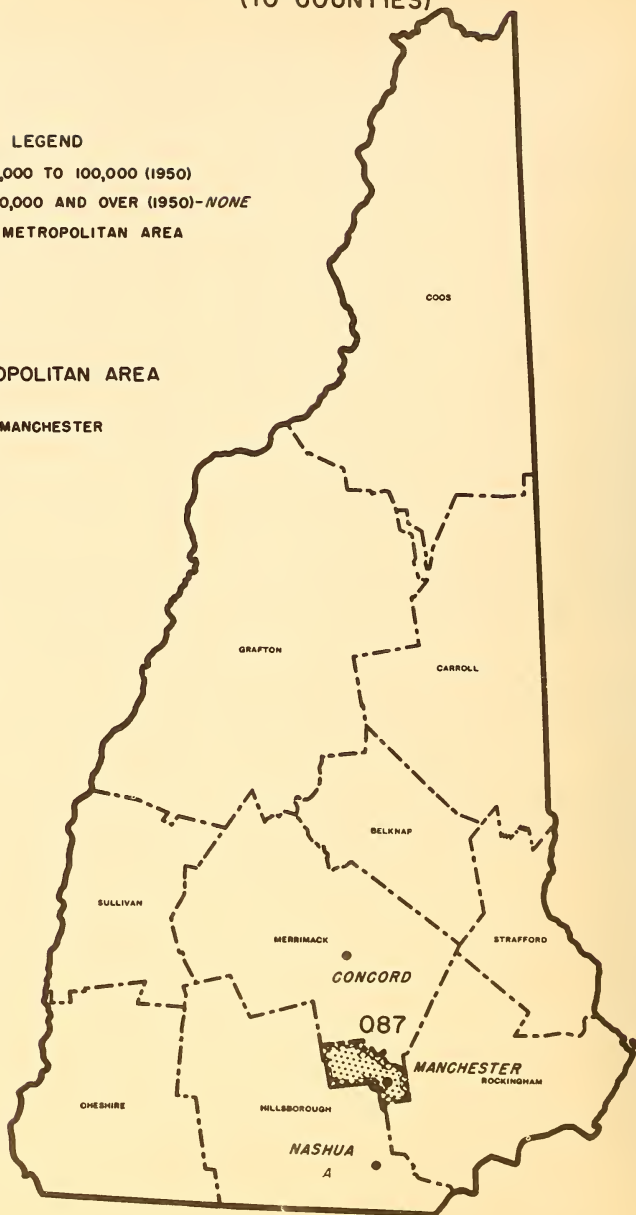 (TO COUNTIES)
LEGEND
,000 TO 100,000 (1950)
0,000 AND OVER (1950)-NONE
METROPOLITAN AREA
OPOLITAN AREA
MANCHESTER
COOS
GRAFTON
CARROLL
BELKNAP
SULLIVAN
MERRIMACK
STRAFFORD
CONCORD
087
MANCHESTER
ROCKINGHAM
CHESHIRE
HILLSBOROUGH
NASHUA
A